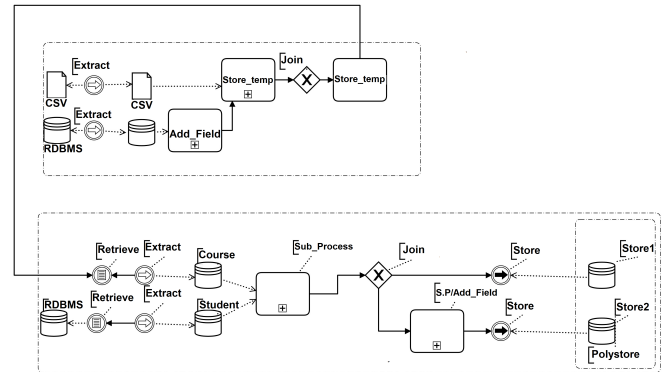 Extract
Join
CSV
CSV
Store_temp
Store_temp
Extract
RDBMS
Add_Field
Retrieve
Extract
Course
Sub_Process
Join
Store
Store1
RDBMS
Retrieve
Extract
Student
S.P/Add_Field
Store
Store2
Polystore